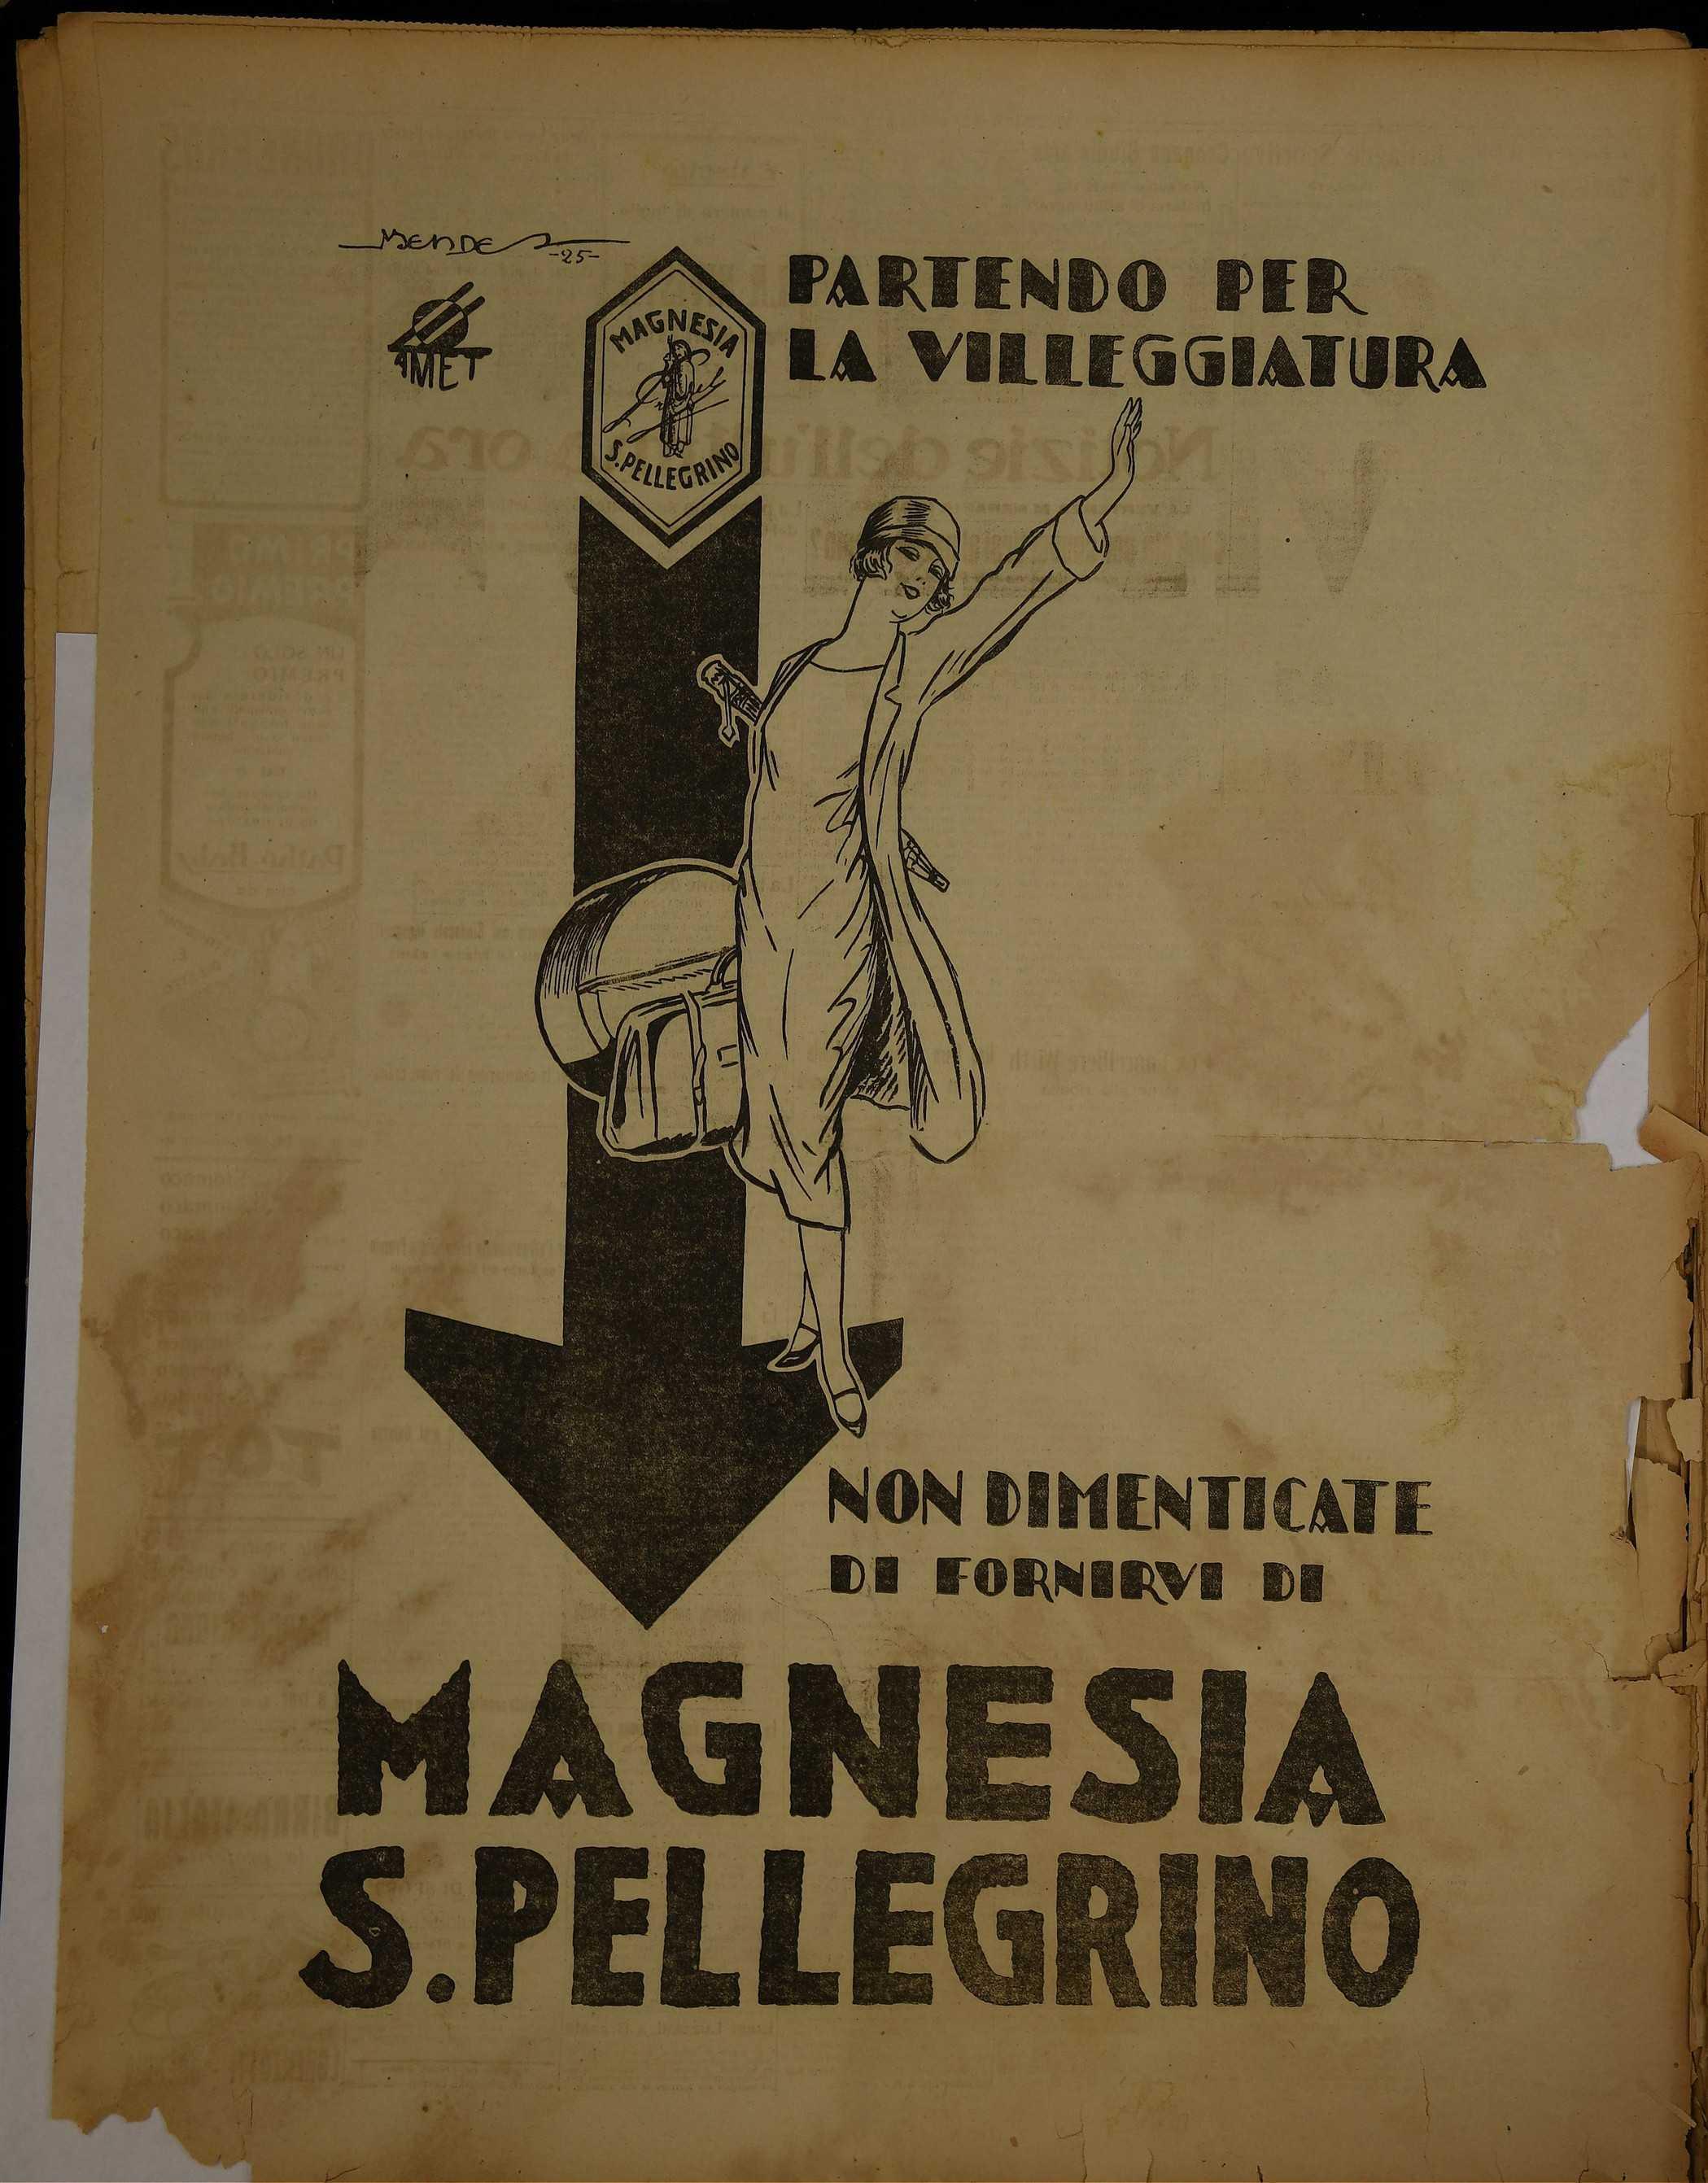 MENDES
-25-
AMET
MAGNESIA
S.PELLEGRINO
PARTENDO PER
LA VILLEGGIATURA
NON DIMENTICATE
DI FORNIRVI DI
MAGNESIA
S.PELLEGRINO